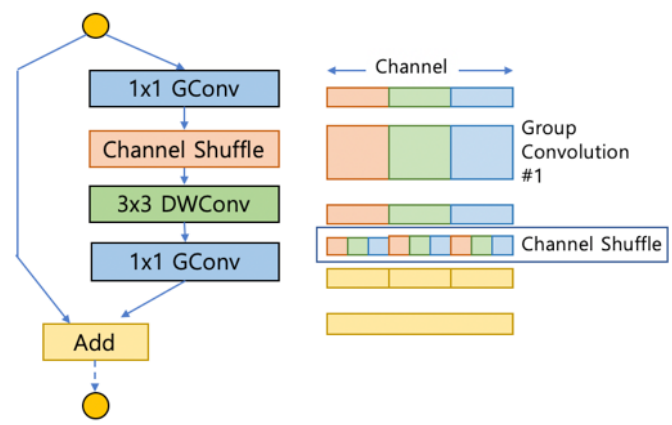 1x1 GConv
Channel Shuffle
3x3 DWConv
1x1 GConv
Add
Channel
Group
Convolution
#1
Channel Shuffle